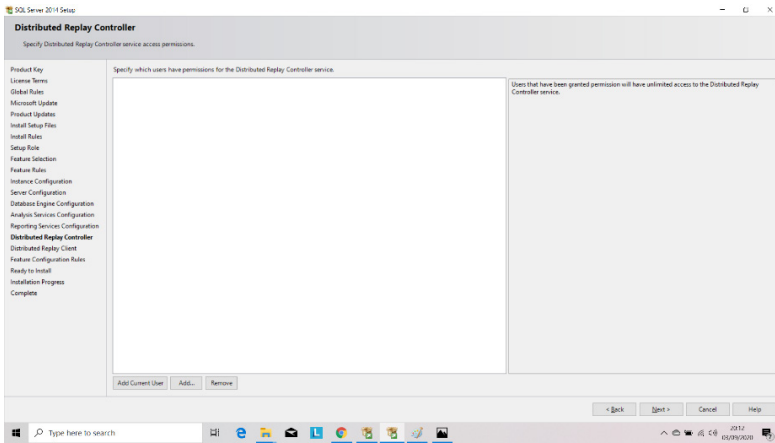 SQL Server 2014 Setup
Distributed Replay Controller
Specify Distributed Replay Controller service access permissions.
Product Key
License Terms
Global Rules
Microsoft Update
Product Updates
Install Setup Files
Install Rules
Setup Role
Feature Selection
Feature Rules
Instance Configuration
Server Configuration
Database Engine Configuration
Analysis Services Configuration
Reporting Services Configuration
Distributed Replay Controller
Distributed Replay Client
Feature Configuration Rules
Ready to Install
Installation Progress
Complete
Specify which users have permissions for the Distributed Replay Controller service.
Users that have been granted permission will have unlimited access to the Distributed Replay
Controller service.
Add Current User Add... Remove
< Back Next > Cancel Help
Type here to search
20:12
03/09/2020